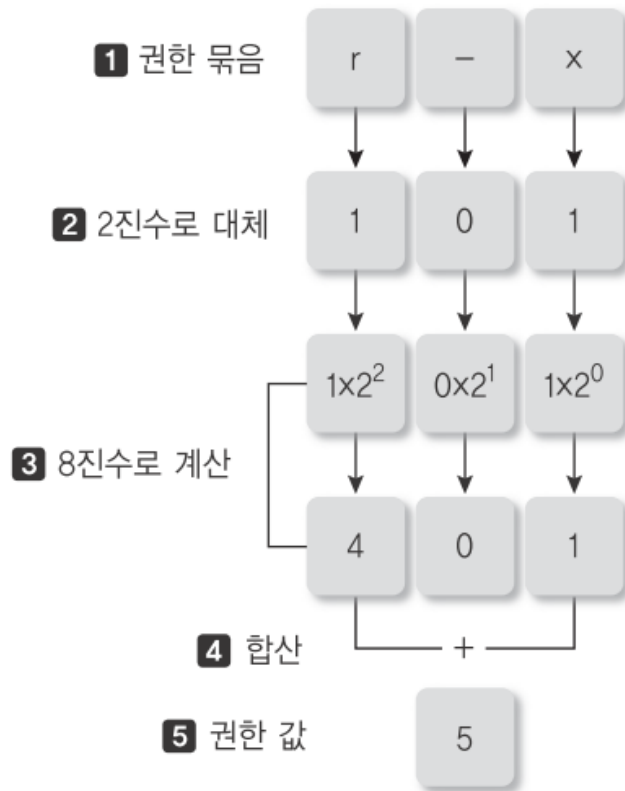 1 권한 묶음 r – x
2 2진수로 대체 1 0 1
1x2² 0x2¹ 1x2⁰
3 8진수로 계산
4 0 1
4 합산 +
5 권한 값 5